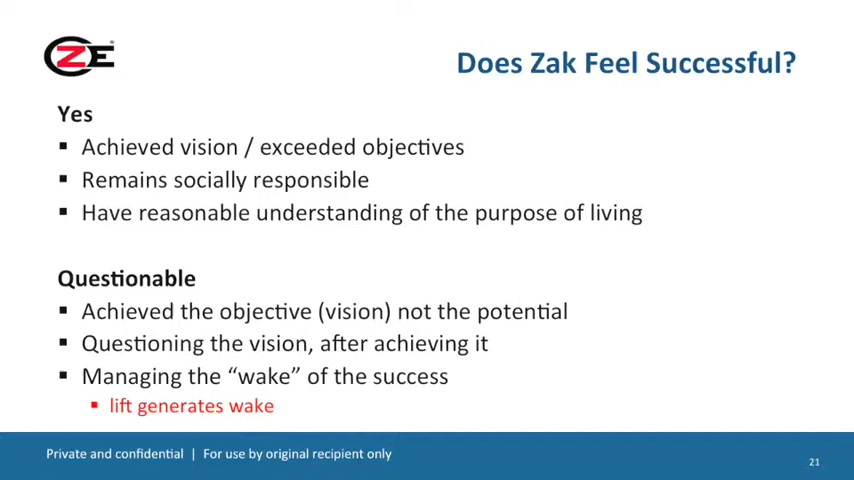 ZE
Does Zak Feel Successful?
Yes
▪ Achieved vision / exceeded objectives
▪ Remains socially responsible
▪ Have reasonable understanding of the purpose of living
Questionable
▪ Achieved the objective (vision) not the potential
▪ Questioning the vision, after achieving it
▪ Managing the “wake” of the success
▪ lift generates wake
Private and confidential | For use by original recipient only
21